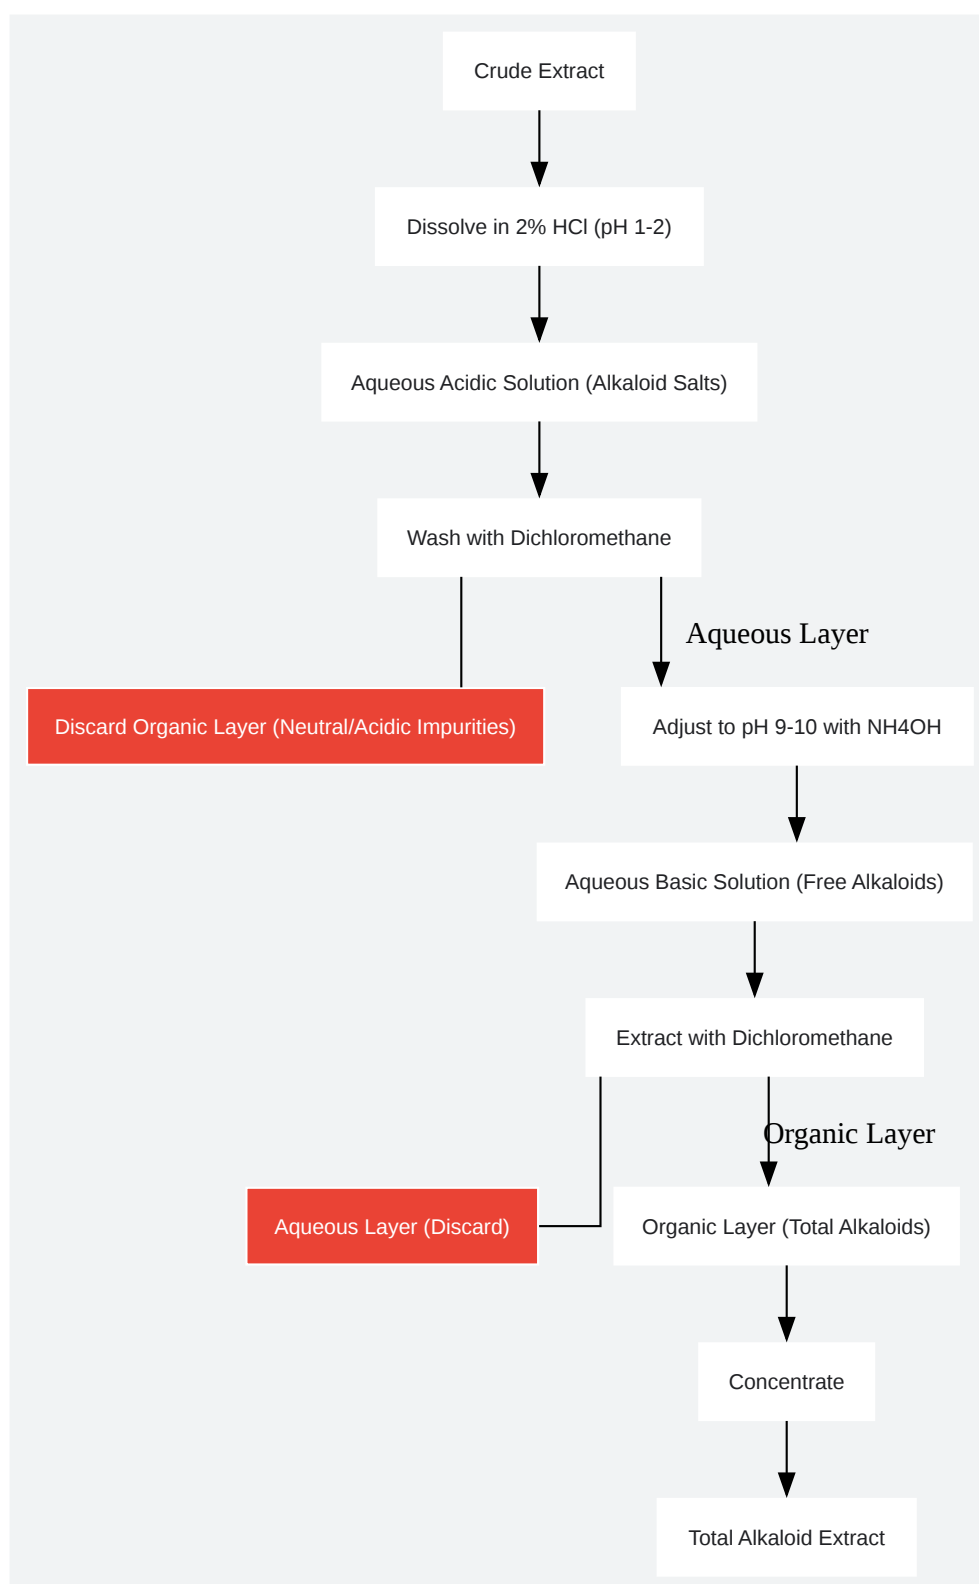 Crude Extract
Dissolve in 2% HCl (pH 1-2)
Aqueous Acidic Solution (Alkaloid Salts)
Wash with Dichloromethane
Aqueous Layer
Discard Organic Layer (Neutral/Acidic Impurities)
Adjust to pH 9-10 with NH4OH
Aqueous Basic Solution (Free Alkaloids)
Extract with Dichloromethane
Organic Layer
Aqueous Layer (Discard)
Organic Layer (Total Alkaloids)
Concentrate
Total Alkaloid Extract